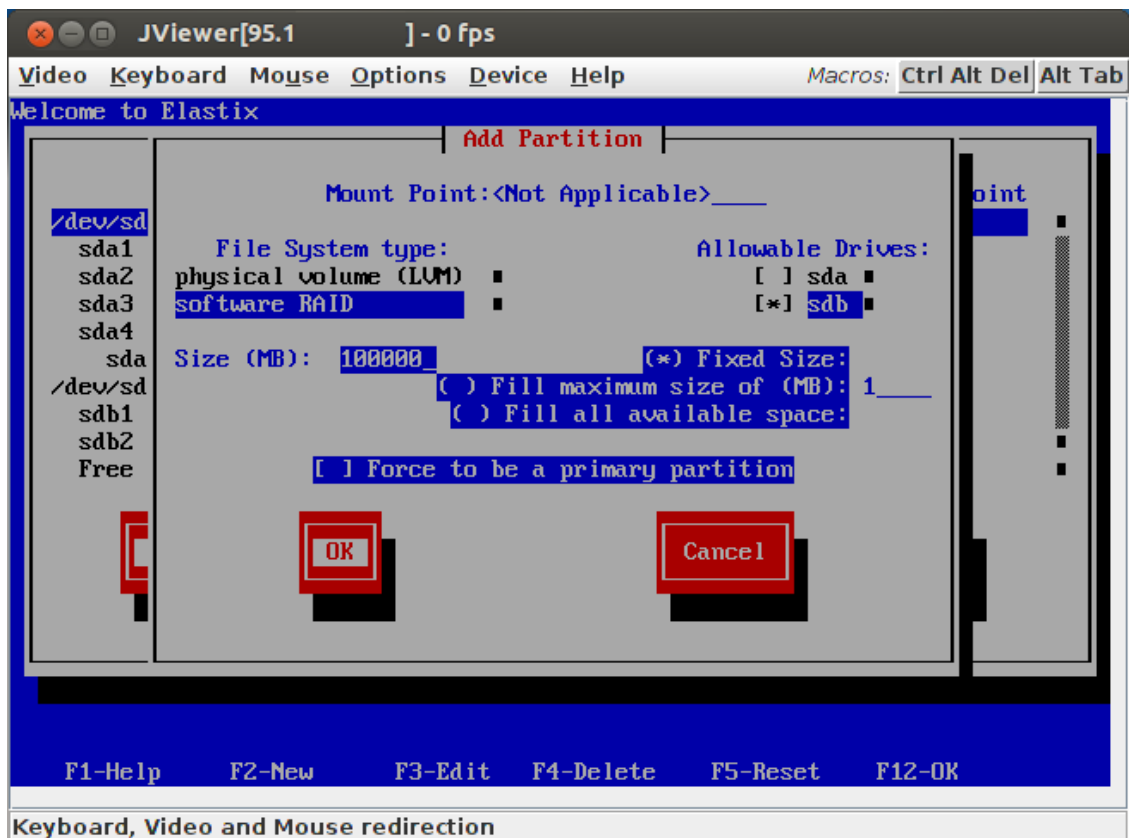 JViewer[95.1 ] - 0 fps
Video Keyboard Mouse Options Device Help Macros: Ctrl Alt Del Alt Tab
Welcome to Elastix
Add Partition
Mount Point:<Not Applicable>____ oint
/dev/sd
sda1 File System type: Allowable Drives:
sda2 physical volume (LVM) [ ] sda
sda3 software RAID [*] sdb
sda4
sda Size (MB): 100000_ (*) Fixed Size:
/dev/sd ( ) Fill maximum size of (MB): 1____
sdb1 ( ) Fill all available space:
sdb2
Free [ ] Force to be a primary partition
OK Cancel
F1-Help F2-New F3-Edit F4-Delete F5-Reset F12-OK
Keyboard, Video and Mouse redirection